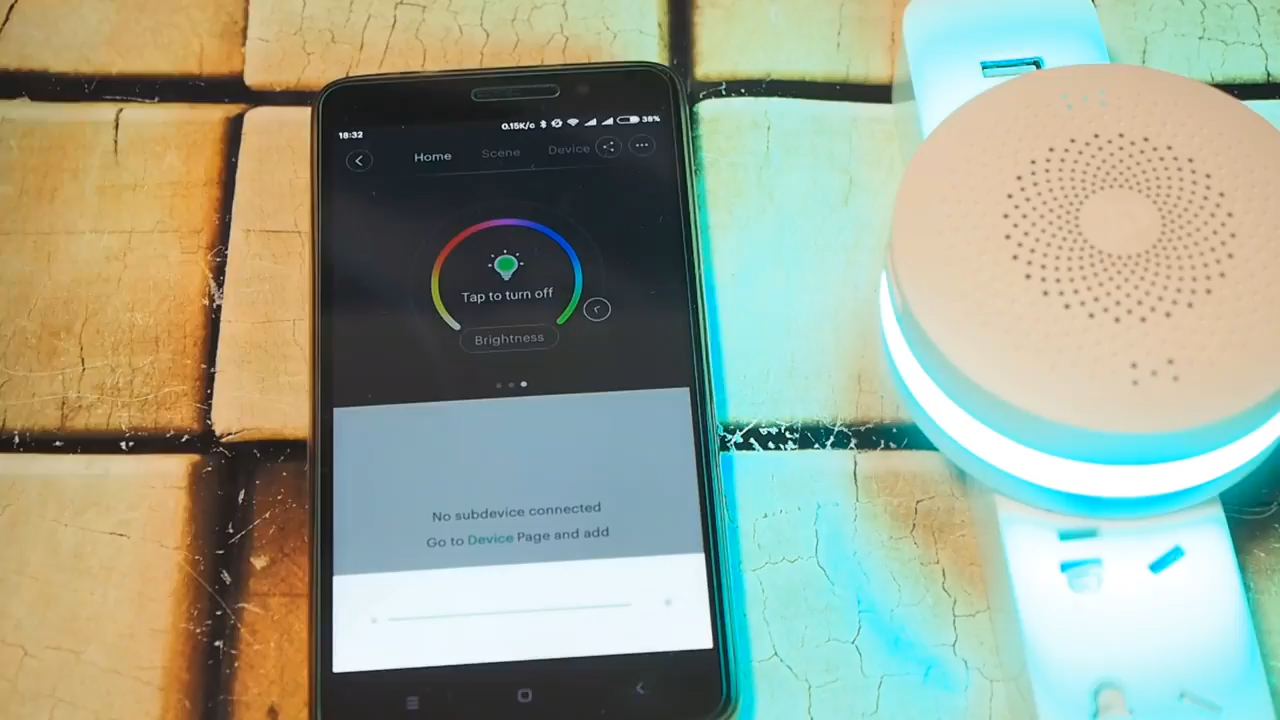 18:32
0.15K/c
38%
Home Scene Device
Tap to turn off
Brightness
No subdevice connected
Go to Device Page and add